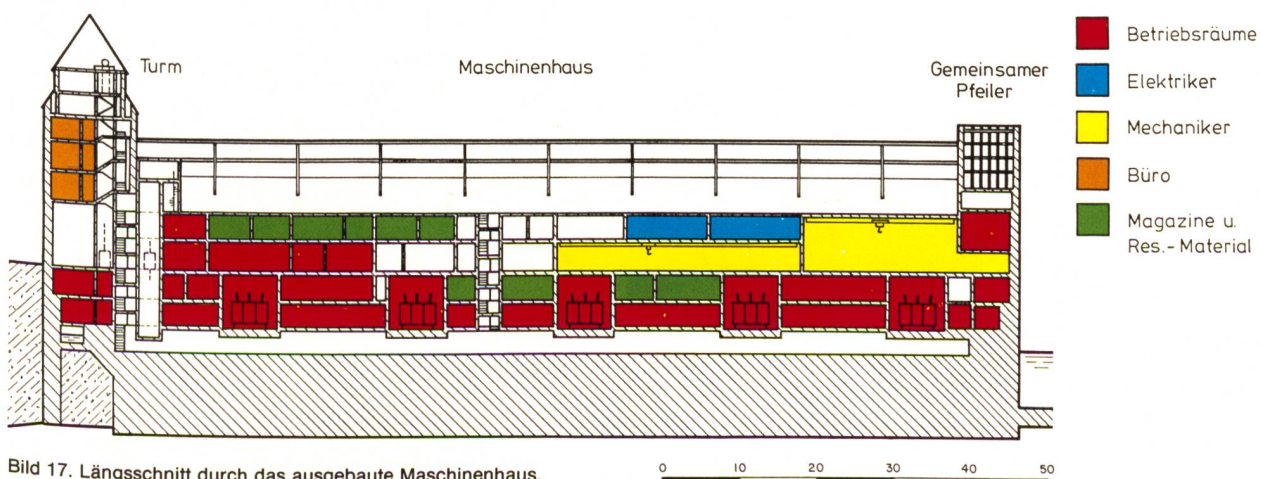 Turm
Maschinenhaus
Gemeinsamer
Pfeiler
Betriebsräume
Elektriker
Mechaniker
Büro
Magazine u.
Res.-Material
Bild 17. Längsschnitt durch das ausgebaute Maschinenhaus.
0 10 20 30 40 50